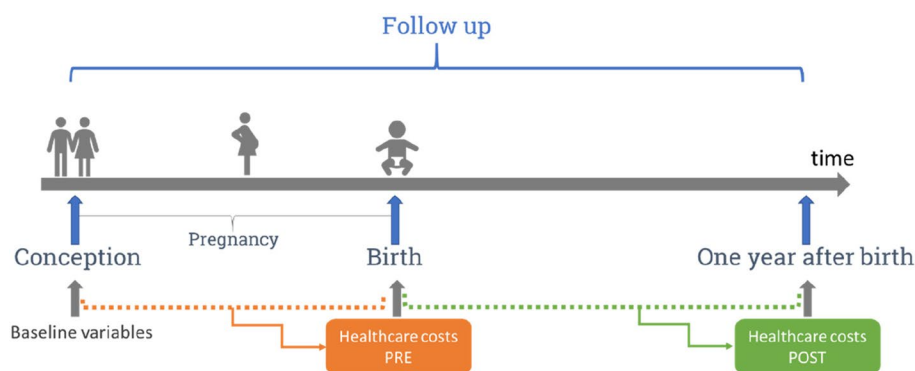 Follow up
time
Pregnancy
Conception
Birth
One year after birth
Baseline variables
Healthcare costs
PRE
Healthcare costs
POST